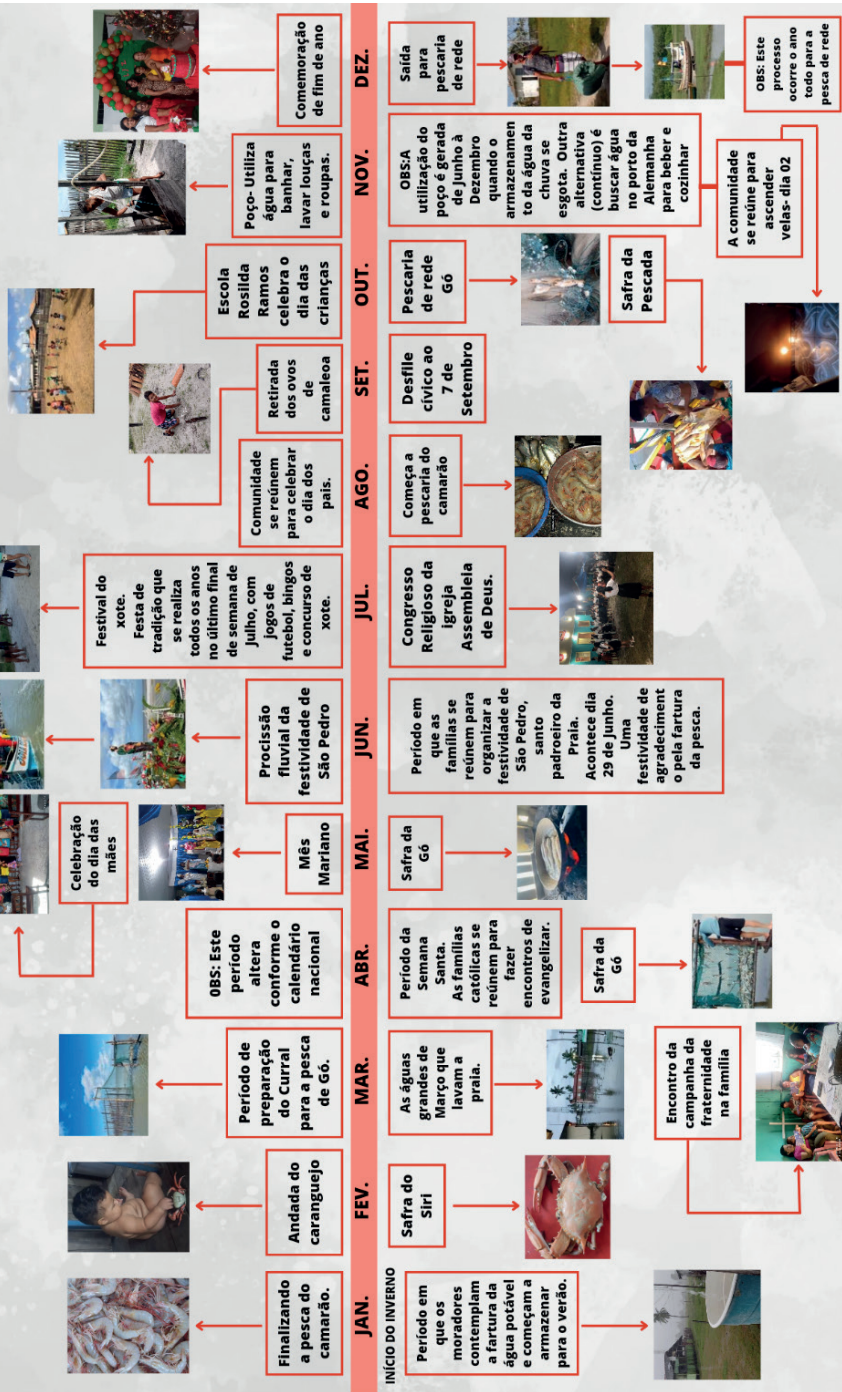 Finalizando
a pesca do
camarão.
JAN.
INÍCIO DO INVERNO
Período em
que os
moradores
contemplam
a fartura da
água potável
e começam a
armazenar
para o verão.
Andada do
caranguejo
FEV.
Safra do
Siri
Período de
preparação
do Curral
para a pesca
de Gó.
MAR.
As águas
grandes de
Março que
lavam a
praia.
Encontro da
campanha da
fraternidade
na família
OBS: Este
período
altera
conforme o
calendário
nacional
ABR.
Período da
Semana
Santa.
As famílias
católicas se
reúnem para
fazer
encontros de
evangelizar.
Safra da
Gó
Celebração
do dia das
mães
Mês
Mariano
MAI.
Safra da
Gó
Procissão
fluvial da
festividade de
São Pedro
JUN.
Período em
que as
famílias se
reúnem para
organizar a
festividade de
São Pedro,
santo
padroeiro da
Praia.
Acontece dia
29 de Junho.
Uma
festividade de
agradeciment
o pela fartura
da pesca.
Festival do
xote.
Festa de
tradição que
se realiza
todos os anos
no último final
de semana de
Julho, com
jogos de
futebol, bingos
e concurso de
xote.
JUL.
Congresso
Religioso da
igreja
Assembleia
de Deus.
Comunidade
se reúnem
para celebrar
o dia dos
pais.
AGO.
Começa a
pescaria do
camarão
Retirada
dos ovos
de
camaleoa
SET.
Desfile
cívico ao
7 de
Setembro
Escola
Rosilda
Ramos
celebra o
dia das
crianças
OUT.
Pescaria
de rede
Gó
Safra da
Pescada
Poço- Utiliza
água para
banhar,
lavar louças
e roupas.
NOV.
OBS:A
utilização do
poço é gerada
de Junho à
Dezembro
quando o
armazenamen
to da água da
chuva se
esgota. Outra
alternativa
(contínuo) é
buscar água
no porto da
Alemanha
para beber e
cozinhar
A comunidade
se reúne para
ascender
velas- dia 02
Comemoração
de fim de ano
DEZ.
Saída
para
pescaria
de rede
OBS: Este
processo
ocorre o ano
todo para a
pesca de rede